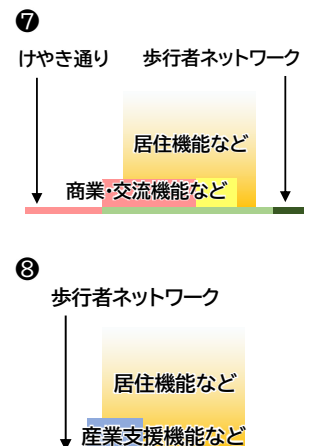 ❼
けやき通り　歩行者ネットワーク
居住機能など
商業・交流機能など
❽
歩行者ネットワーク
居住機能など
産業支援機能など